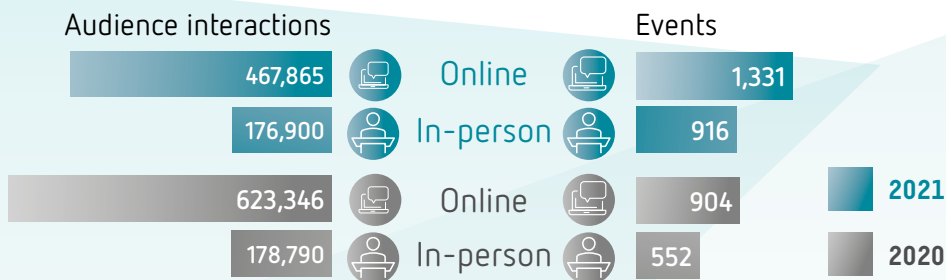 Audience interactions Events
467,865 Online 1,331
176,900 In-person 916
623,346 Online 904
2021
178,790 In-person 552
2020